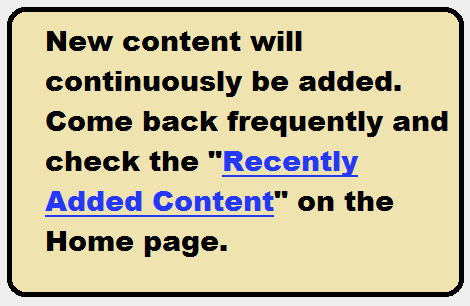 New content will
continuously be added.
Come back frequently and
check the "Recently
Added Content" on the
Home page.